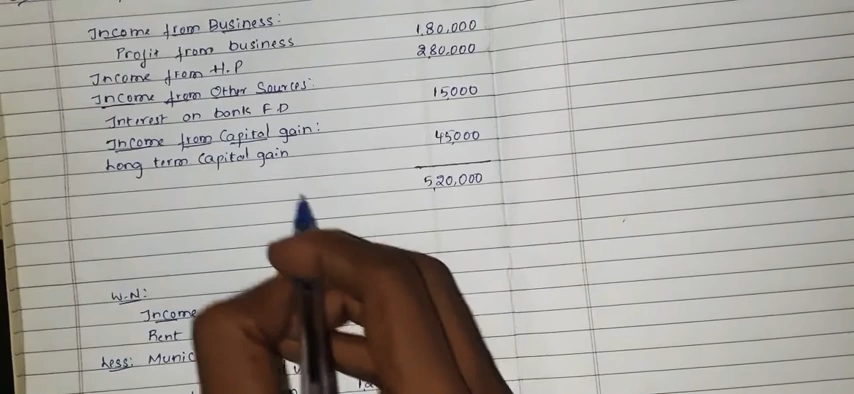 Income from Business:
Profit from business 1,80,000
Income from H.P 2,80,000
Income from Other Sources:
Interest on bank F D 15000
Income from Capital gain:
Long term Capital gain 45000
5,20,000
W.N:
Income
Rent
Less: Munic